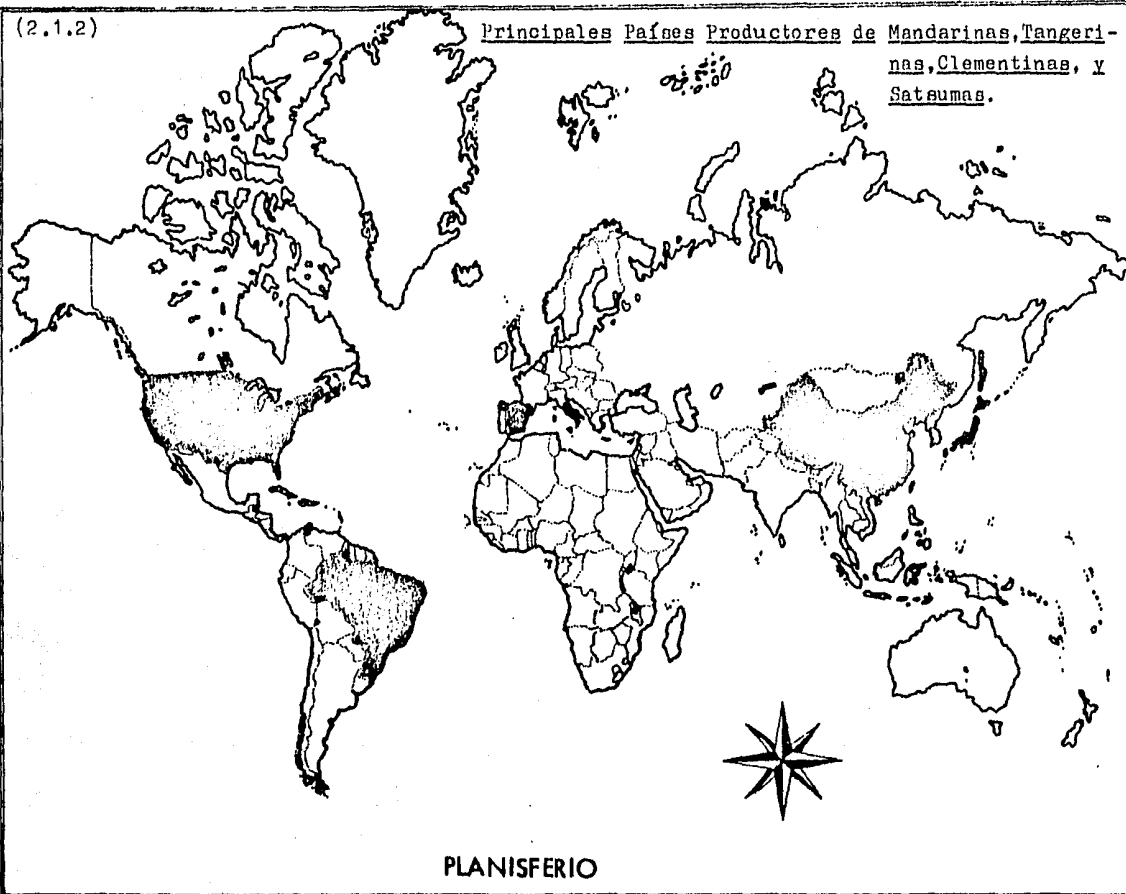 (2.1.2)
Principales Países Productores de Mandarinas,Tangeri-
nas,Clementinas, y
Satsumas.
PLANISFERIO